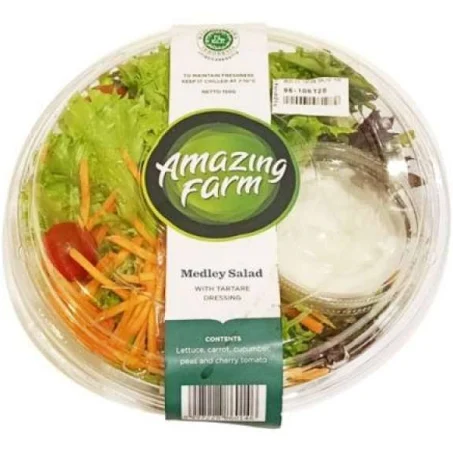 TO MAINTAIN FRESHNESS
KEEP IT CHILLED AT 7-10°C
NETTO 150G
96-106120
Amazing
Farm
Medley Salad
WITH TARTARE
DRESSING
CONTENTS
Lettuce, carrot, cucumber,
peel and cherry tomato